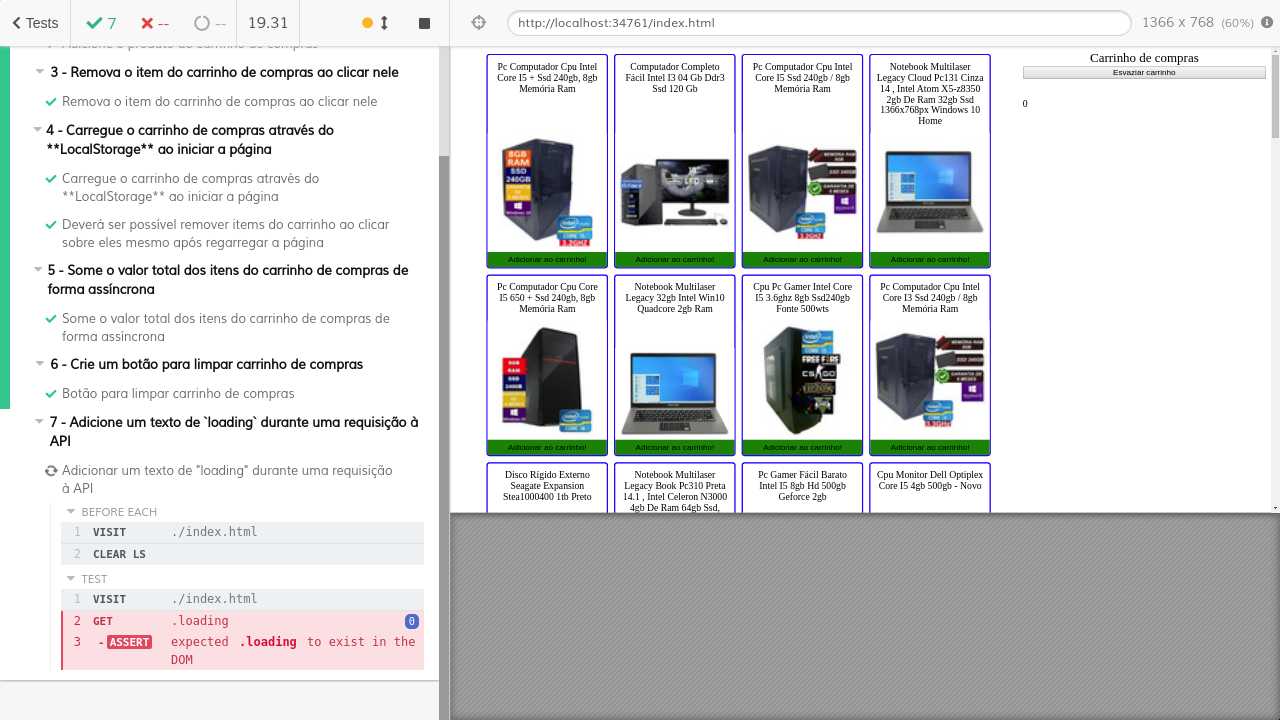 Tests
7
--
--
19.31
http://localhost:34761/index.html
1366 x 768 (60%)
Adicione o produto ao carrinho de compras
3 - Remova o item do carrinho de compras ao clicar nele
Remova o item do carrinho de compras ao clicar nele
4 - Carregue o carrinho de compras através do
**LocalStorage** ao iniciar a página
Carregue o carrinho de compras através do
**LocalStorage** ao iniciar a página
Deverá ser possível remover items do carrinho ao clicar
sobre eles mesmo após regarregar a página
5 - Some o valor total dos itens do carrinho de compras de
forma assíncrona
Some o valor total dos itens do carrinho de compras de
forma assíncrona
6 - Crie um botão para limpar carrinho de compras
Botão para limpar carrinho de compras
7 - Adicione um texto de `loading` durante uma requisição à
API
Adicionar um texto de "loading" durante uma requisição
à API
BEFORE EACH
1 VISIT ./index.html
2 CLEAR LS
TEST
1 VISIT ./index.html
2 GET .loading 0
3 -ASSERT expected .loading to exist in the
DOM
Pc Computador Cpu Intel
Core I5 + Ssd 240gb, 8gb
Memória Ram
Adicionar ao carrinho!
Computador Completo
Fácil Intel I3 04 Gb Ddr3
Ssd 120 Gb
Adicionar ao carrinho!
Pc Computador Cpu Intel
Core I5 Ssd 240gb / 8gb
Memória Ram
Adicionar ao carrinho!
Notebook Multilaser
Legacy Cloud Pc131 Cinza
14 , Intel Atom X5-z8350
2gb De Ram 32gb Ssd
1366x768px Windows 10
Home
Adicionar ao carrinho!
Pc Computador Cpu Core
I5 650 + Ssd 240gb, 8gb
Memória Ram
Adicionar ao carrinho!
Notebook Multilaser
Legacy 32gb Intel Win10
Quadcore 2gb Ram
Adicionar ao carrinho!
Cpu Pc Gamer Intel Core
I5 3.6ghz 8gb Ssd240gb
Fonte 500wts
Adicionar ao carrinho!
Pc Computador Cpu Intel
Core I3 Ssd 240gb / 8gb
Memória Ram
Adicionar ao carrinho!
Disco Rígido Externo
Seagate Expansion
Stea1000400 1tb Preto
Notebook Multilaser
Legacy Book Pc310 Preta
14.1 , Intel Celeron N3000
4gb De Ram 64gb Ssd,
Pc Gamer Fácil Barato
Intel I5 8gb Hd 500gb
Geforce 2gb
Cpu Monitor Dell Optiplex
Core I5 4gb 500gb - Novo
Carrinho de compras
Esvaziar carrinho
0